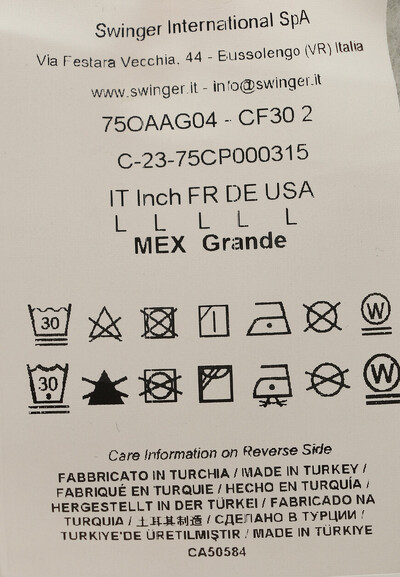 Swinger International SpA
Via Festara Vecchia, 44 - Bussolengo (VR) Italia
www.swinger.it - info@swinger.it
75OAAG04 - CF30 2
C-23-75CP000315
IT Inch FR DE USA
L L L L L
MEX Grande
30 W
30 W
Care Information on Reverse Side
FABBRICATO IN TURCHIA / MADE IN TURKEY /
FABRIQUÉ EN TURQUIE / HECHO EN TURQUÍA /
HERGESTELLT IN DER TÜRKEI / FABRICADO NA
TURQUIA / 土耳其制造 / СДЕЛАНО В ТУРЦИИ /
TURKIYE'DE ÜRETILMIŞTIR / MADE IN TÜRKIYE
CA50584